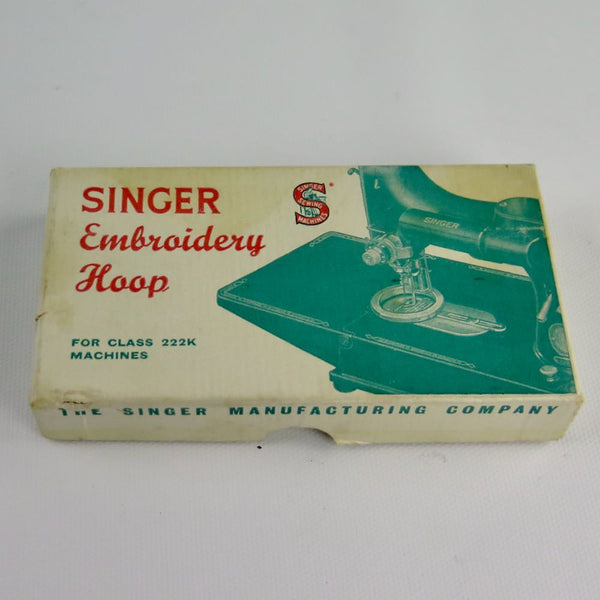 SINGER
Embroidery
Hoop
FOR CLASS 222K
MACHINES
SINGER
SEWING
MACHINES
®
SINGER
THE SINGER MANUFACTURING COMPANY